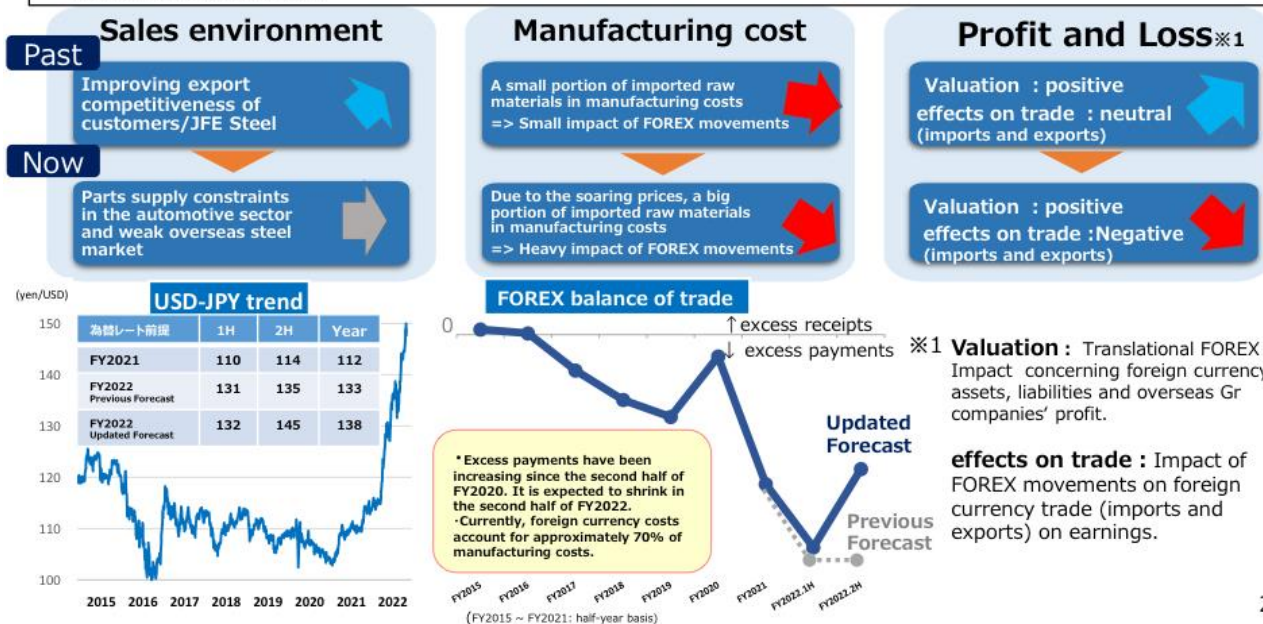 Sales environment
Manufacturing cost
Profit and Loss※1
Past
Improving export
competitiveness of
customers/JFE Steel
A small portion of imported raw
materials in manufacturing costs
=> Small impact of FOREX movements
Valuation : positive
effects on trade : neutral
(imports and exports)
Now
Parts supply constraints
in the automotive sector
and weak overseas steel
market
Due to the soaring prices, a big
portion of imported raw materials
in manufacturing costs
=> Heavy impact of FOREX movements
Valuation : positive
effects on trade :Negative
(imports and exports)
(yen/USD)
USD-JPY trend
150
140
130
120
110
100
為替レート前提 1H 2H Year
FY2021 110 114 112
FY2022
Previous Forecast
131 135 133
FY2022
Updated Forecast
132 145 138
2015 2016 2017 2018 2019 2020 2021 2022
FOREX balance of trade
0
↑ excess receipts
↓ excess payments
Updated
Forecast
Previous
Forecast
*Excess payments have been
increasing since the second half of
FY2020. It is expected to shrink in
the second half of FY2022.
·Currently, foreign currency costs
account for approximately 70% of
manufacturing costs.
FY2015 FY2016 FY2017 FY2018 FY2019 FY2020 FY2021 FY2022.1H FY2022.2H
(FY2015 ~ FY2021: half-year basis)
※1 Valuation : Translational FOREX
Impact concerning foreign currency
assets, liabilities and overseas Gr
companies' profit.
effects on trade : Impact of
FOREX movements on foreign
currency trade (imports and
exports) on earnings.